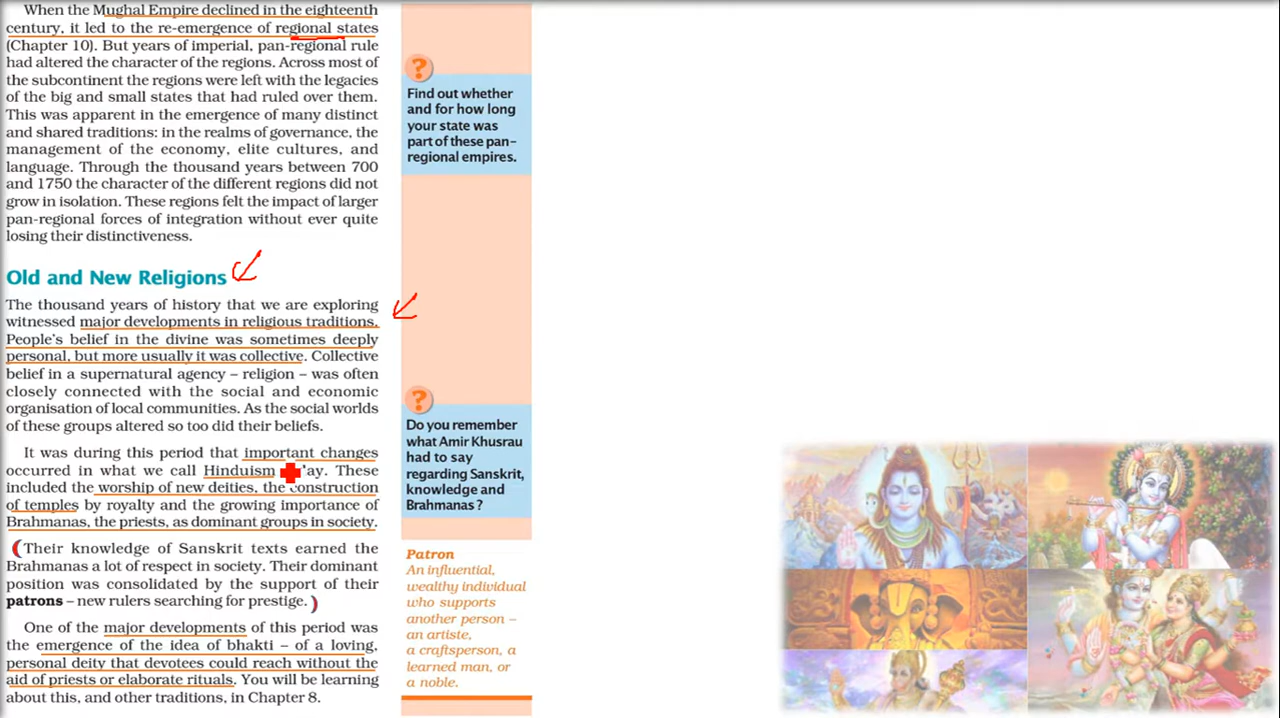 When the Mughal Empire declined in the eighteenth
century, it led to the re-emergence of regional states
(Chapter 10). But years of imperial, pan-regional rule
had altered the character of the regions. Across most of
the subcontinent the regions were left with the legacies
of the big and small states that had ruled over them.
This was apparent in the emergence of many distinct
and shared traditions: in the realms of governance, the
management of the economy, elite cultures, and
language. Through the thousand years between 700
and 1750 the character of the different regions did not
grow in isolation. These regions felt the impact of larger
pan-regional forces of integration without ever quite
losing their distinctiveness.
Old and New Religions
The thousand years of history that we are exploring
witnessed major developments in religious traditions.
People's belief in the divine was sometimes deeply
personal, but more usually it was collective. Collective
belief in a supernatural agency – religion – was often
closely connected with the social and economic
organisation of local communities. As the social worlds
of these groups altered so too did their beliefs.
It was during this period that important changes
occurred in what we call Hinduism These
included the worship of new deities, the construction
of temples by royalty and the growing importance of
Brahmanas, the priests, as dominant groups in society.
(Their knowledge of Sanskrit texts earned the
Brahmanas a lot of respect in society. Their dominant
position was consolidated by the support of their
patrons – new rulers searching for prestige.)
One of the major developments of this period was
the emergence of the idea of bhakti – of a loving,
personal deity that devotees could reach without the
aid of priests or elaborate rituals. You will be learning
about this, and other traditions, in Chapter 8.
?
Find out whether
and for how long
your state was
part of these pan-
regional empires.
?
Do you remember
what Amir Khusrau
had to say
regarding Sanskrit,
knowledge and
Brahmanas ?
Patron
An influential,
wealthy individual
who supports
another person –
an artiste,
a craftsperson, a
learned man, or
a noble.